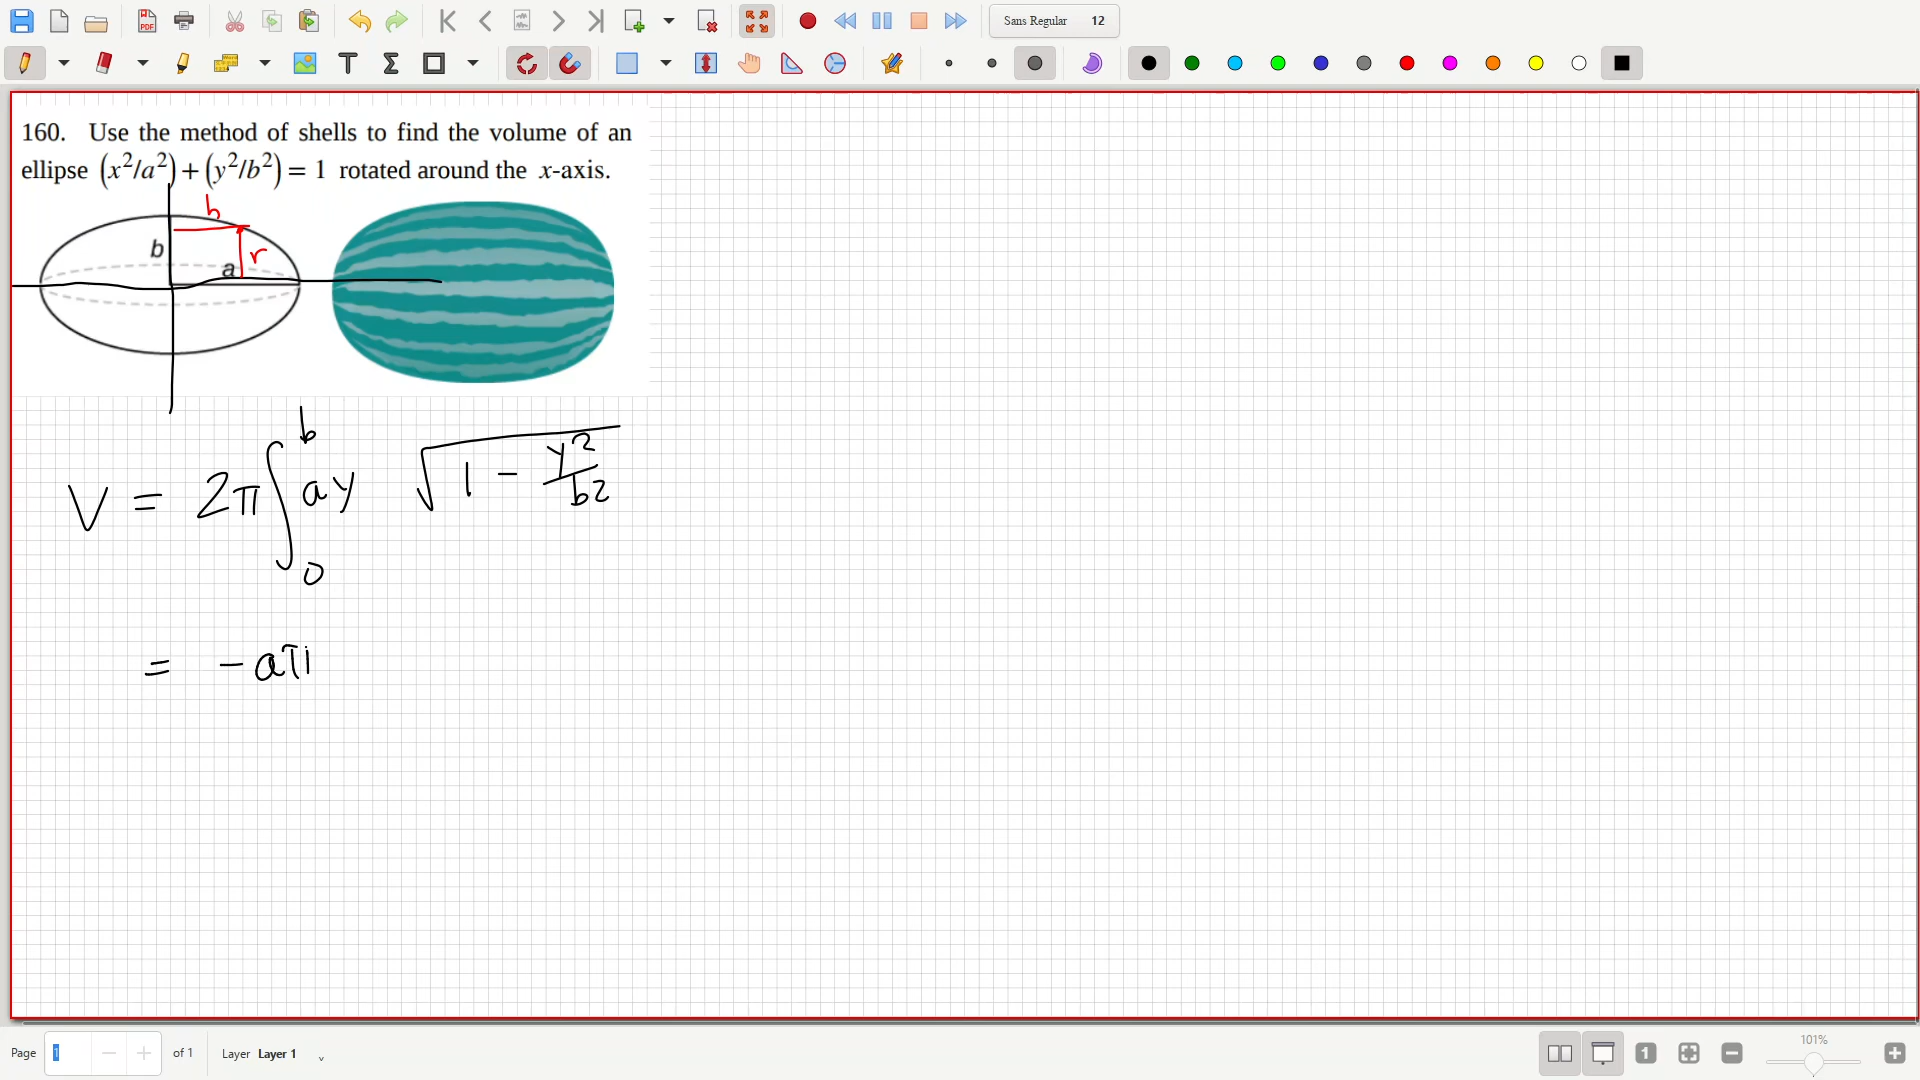 Sans Regular 12
160. Use the method of shells to find the volume of an
ellipse (x²/a²) + (y²/b²) = 1 rotated around the x-axis.
h
b
r
a
V = 2π ∫₀ᵇ ay √(1 − y²/b²)
= −aπ
Page 1 of 1 Layer Layer 1
1
101%